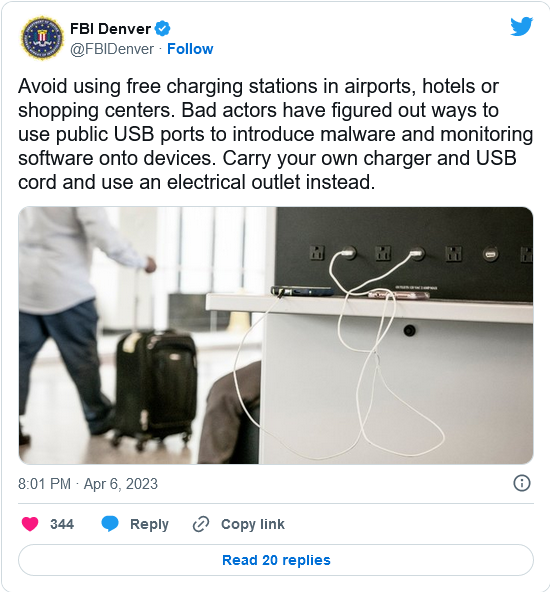 FBI Denver
@FBIDenver · Follow
Avoid using free charging stations in airports, hotels or
shopping centers. Bad actors have figured out ways to
use public USB ports to introduce malware and monitoring
software onto devices. Carry your own charger and USB
cord and use an electrical outlet instead.
8:01 PM · Apr 6, 2023
344 Reply Copy link
Read 20 replies